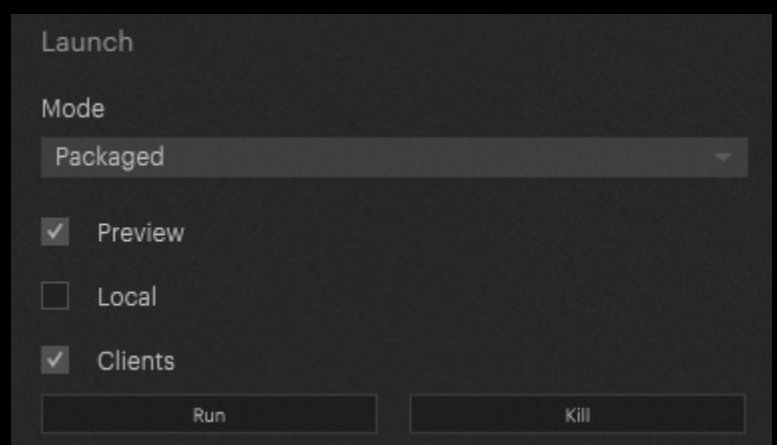 Launch
Mode
Packaged
Preview
Local
Clients
Run Kill